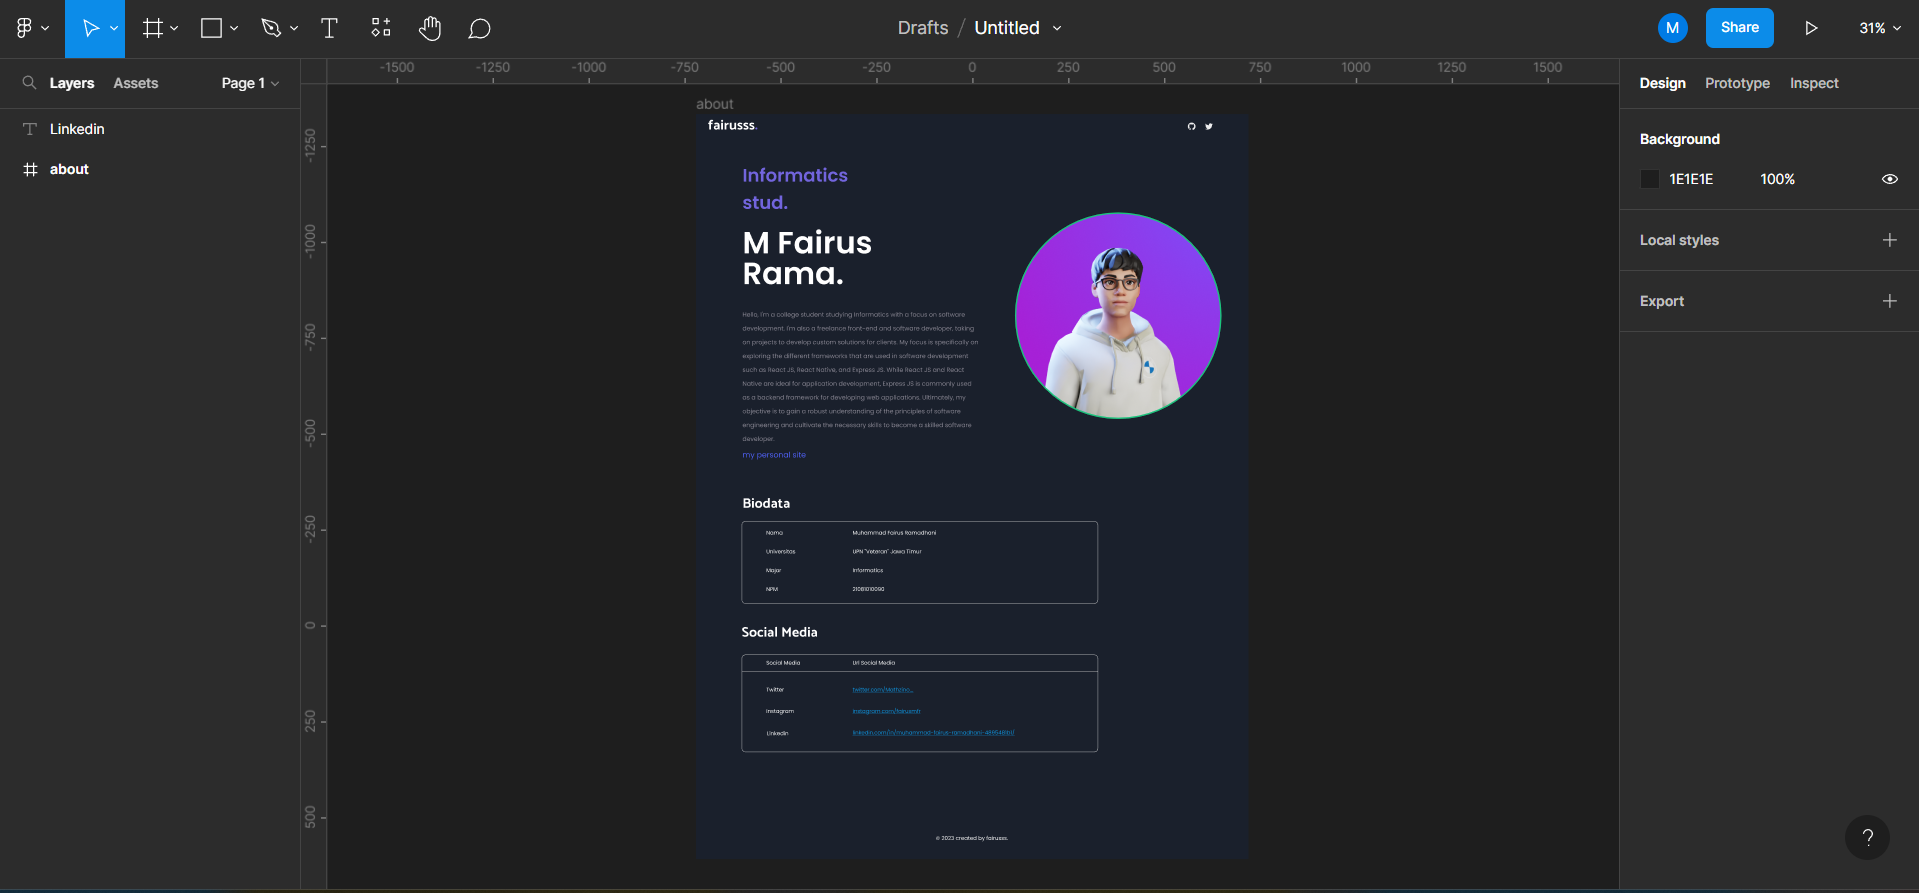 Drafts / Untitled
M
Share
31%
Layers Assets Page 1
Linkedin
about
-1500 -1250 -1000 -750 -500 -250 0 250 500 750 1000 1250 1500
-1250
-1000
-750
-500
-250
0
250
500
about
fairusss.
Informatics
stud.
M Fairus
Rama.
Hello, I'm a college student studying Informatics with a focus on software
development. I'm also a freelance front-end and software developer, taking
on projects to develop custom solutions for clients. My focus is specifically on
exploring the different frameworks that are used in software development
such as React JS, React Native, and Express JS. While React JS and React
Native are ideal for application development, Express JS is commonly used
as a backend framework for developing web applications. Ultimately, my
objective is to gain a robust understanding of the principles of software
engineering and cultivate the necessary skills to become a skilled software
developer.
my personal site
Biodata
Nama Muhammad Fairus Ramadhani
Universitas UPN "Veteran" Jawa Timur
Major Informatics
NPM 21081010090
Social Media
Social Media Url Social Media
Twitter
Instagram
Linkedin
© 2023 created by fairusss.
Design Prototype Inspect
Background
1E1E1E 100%
Local styles
Export
?